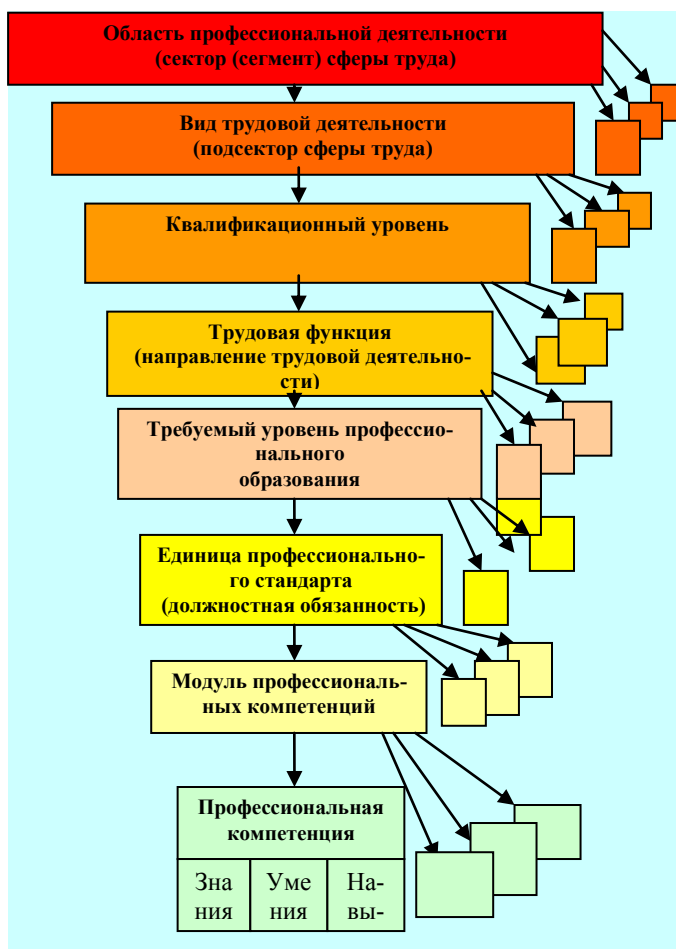 Область профессиональной деятельности
(сектор (сегмент) сферы труда)
Вид трудовой деятельности
(подсектор сферы труда)
Квалификационный уровень
Трудовая функция
(направление трудовой деятельно-
сти)
Требуемый уровень профессио-
нального
образования
Единица профессионально-
го стандарта
(должностная обязанность)
Модуль профессиональ-
ных компетенций
Профессиональная
компетенция
Зна
ния
Уме
ния
На-
вы-